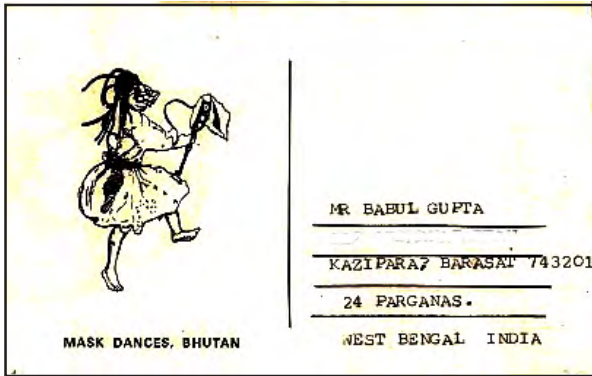 MASK DANCES, BHUTAN
MR BABUL GUPTA
KAZIPARA? BARASAT 743201
24 PARGANAS.
WEST BENGAL INDIA